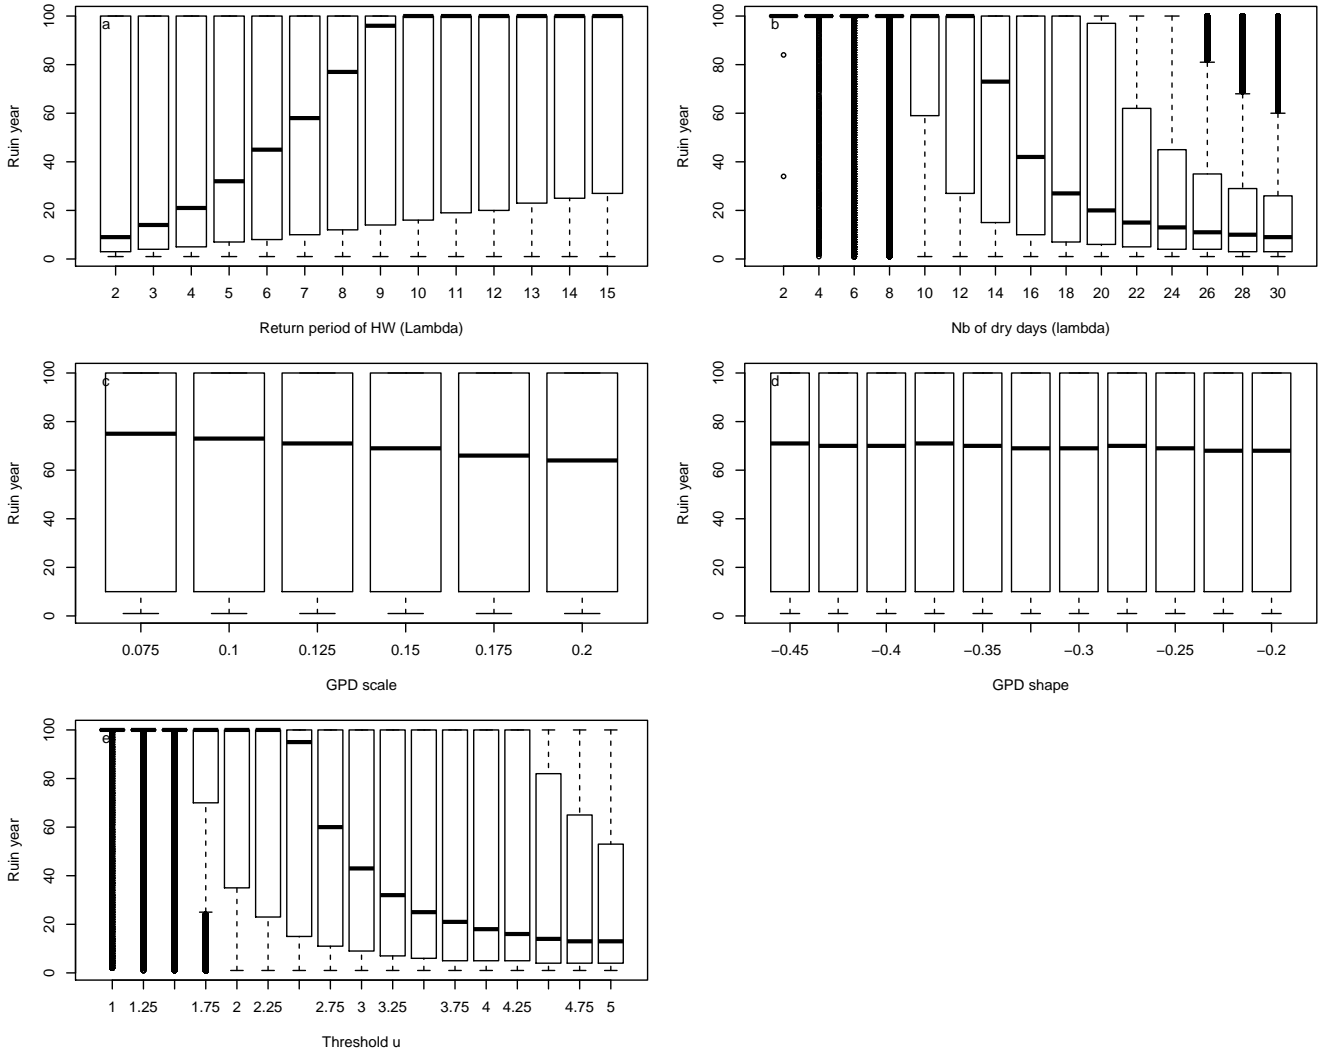 a
Ruin year
0 20 40 60 80 100
2 3 4 5 6 7 8 9 10 11 12 13 14 15
Return period of HW (Lambda)
b
Ruin year
0 20 40 60 80 100
2 4 6 8 10 12 14 16 18 20 22 24 26 28 30
Nb of dry days (lambda)
c
Ruin year
0 20 40 60 80 100
0.075 0.1 0.125 0.15 0.175 0.2
GPD scale
d
Ruin year
0 20 40 60 80 100
−0.45 −0.4 −0.35 −0.3 −0.25 −0.2
GPD shape
e
Ruin year
0 20 40 60 80 100
1 1.25 1.75 2 2.25 2.75 3 3.25 3.75 4 4.25 4.75 5
Threshold u